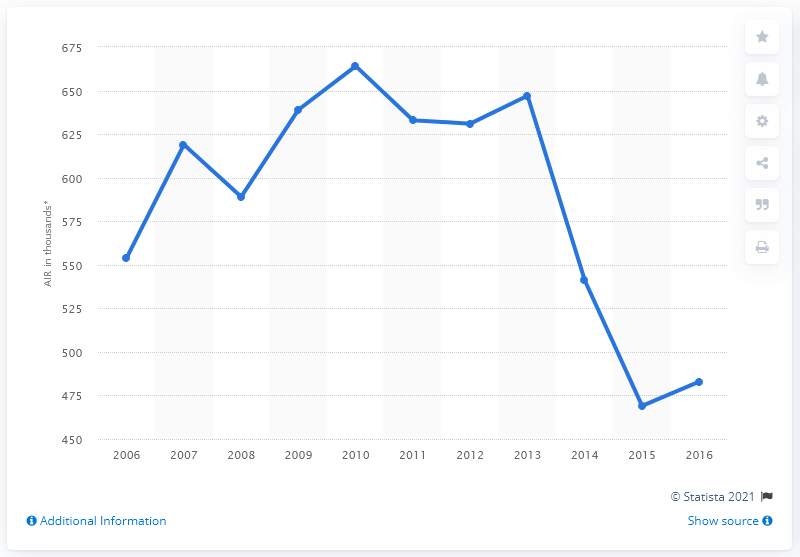 AIR in thousands*
675
650
625
600
575
550
525
500
475
450
2006 2007 2008 2009 2010 2011 2012 2013 2014 2015 2016
© Statista 2021
Additional Information
Show source